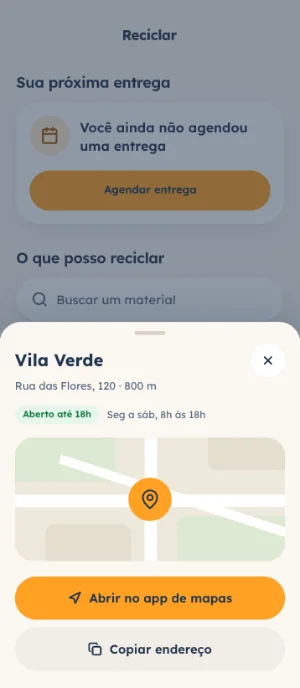 Reciclar
Sua próxima entrega
Você ainda não agendou
uma entrega
Agendar entrega
O que posso reciclar
Buscar um material
Vila Verde
Rua das Flores, 120 · 800 m
Aberto até 18h Seg a sáb, 8h às 18h
Abrir no app de mapas
Copiar endereço